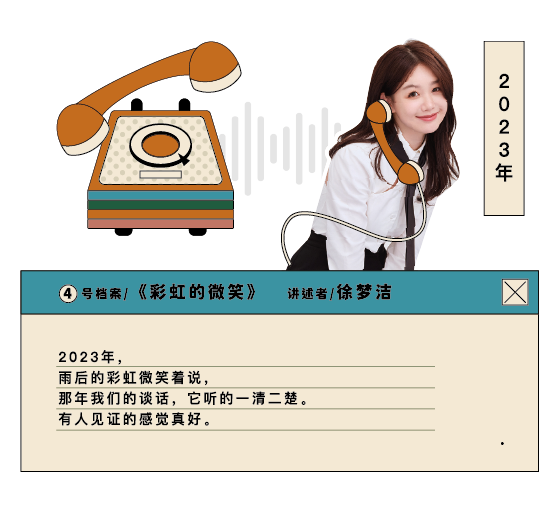 2023年
④号档案/《彩虹的微笑》 讲述者/徐梦洁
2023年，
雨后的彩虹微笑着说，
那年我们的谈话，它听的一清二楚。
有人见证的感觉真好。